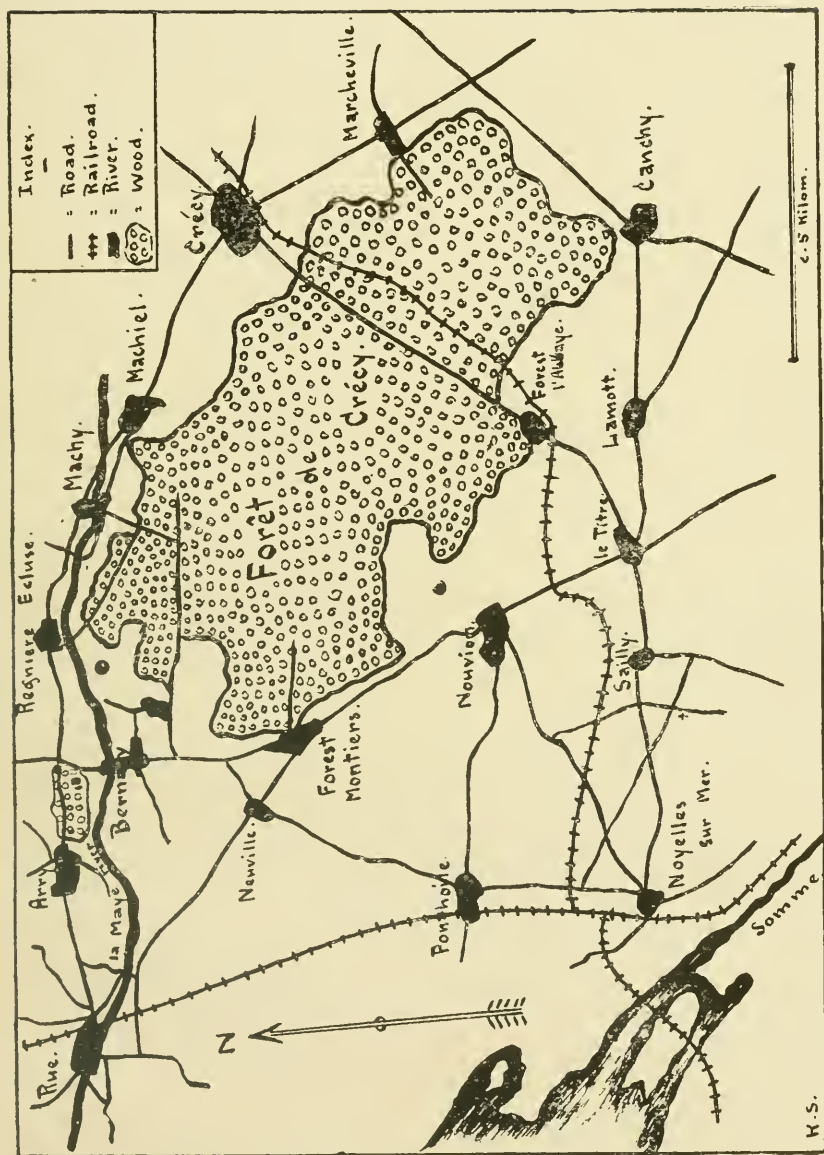 Index.
= Road.
= Railroad.
= River.
= Wood.
Crécy
Marcheville.
Machiel.
Machy.
Regniere Ecluse.
Forêt
de
Crécy.
Forest
l'Abbaye.
Canchy.
c. 5 Kilom.
Lamott.
le Titre
Nouvion
Sailly.
Bernay
Arry
la Maye River
Rue.
Forest
Montiers.
Neuville.
Ponthoile
Noyelles
sur Mer.
Somme.
N
H.S.